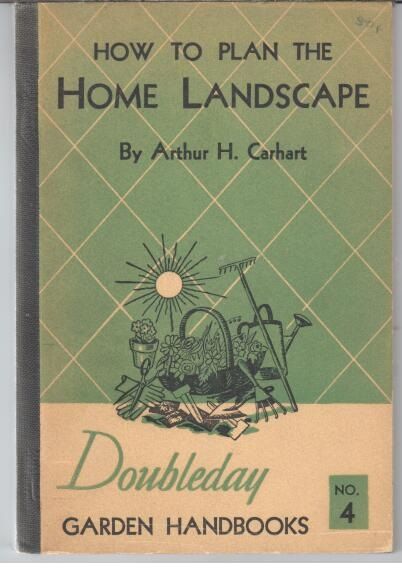 HOW TO PLAN THE
HOME LANDSCAPE
By Arthur H. Carhart
Doubleday
NO.
4
GARDEN HANDBOOKS